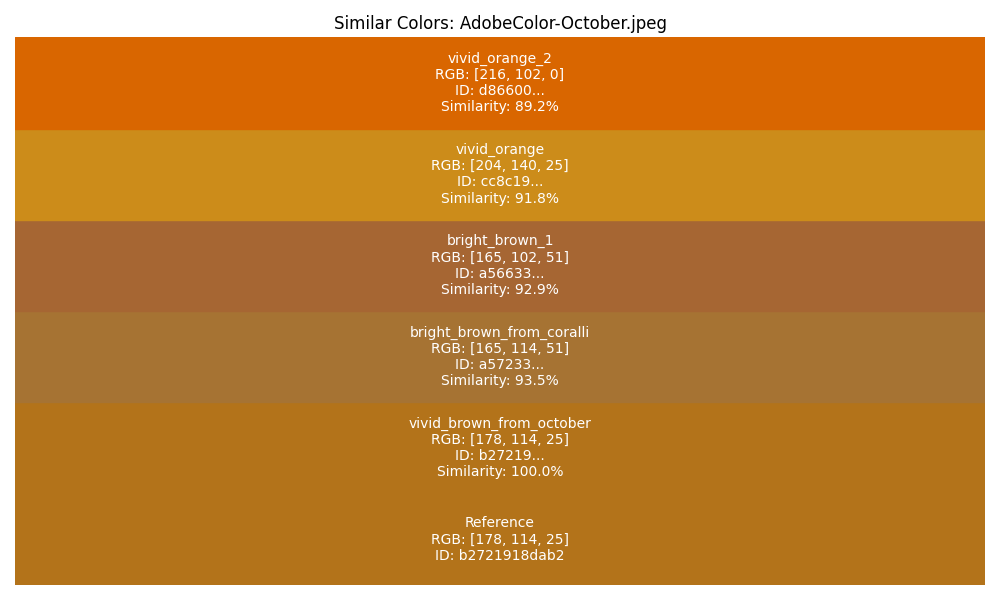 Similar Colors: AdobeColor-October.jpeg
vivid_orange_2
RGB: [216, 102, 0]
ID: d86600...
Similarity: 89.2%
vivid_orange
RGB: [204, 140, 25]
ID: cc8c19...
Similarity: 91.8%
bright_brown_1
RGB: [165, 102, 51]
ID: a56633...
Similarity: 92.9%
bright_brown_from_coralli
RGB: [165, 114, 51]
ID: a57233...
Similarity: 93.5%
vivid_brown_from_october
RGB: [178, 114, 25]
ID: b27219...
Similarity: 100.0%
Reference
RGB: [178, 114, 25]
ID: b2721918dab2